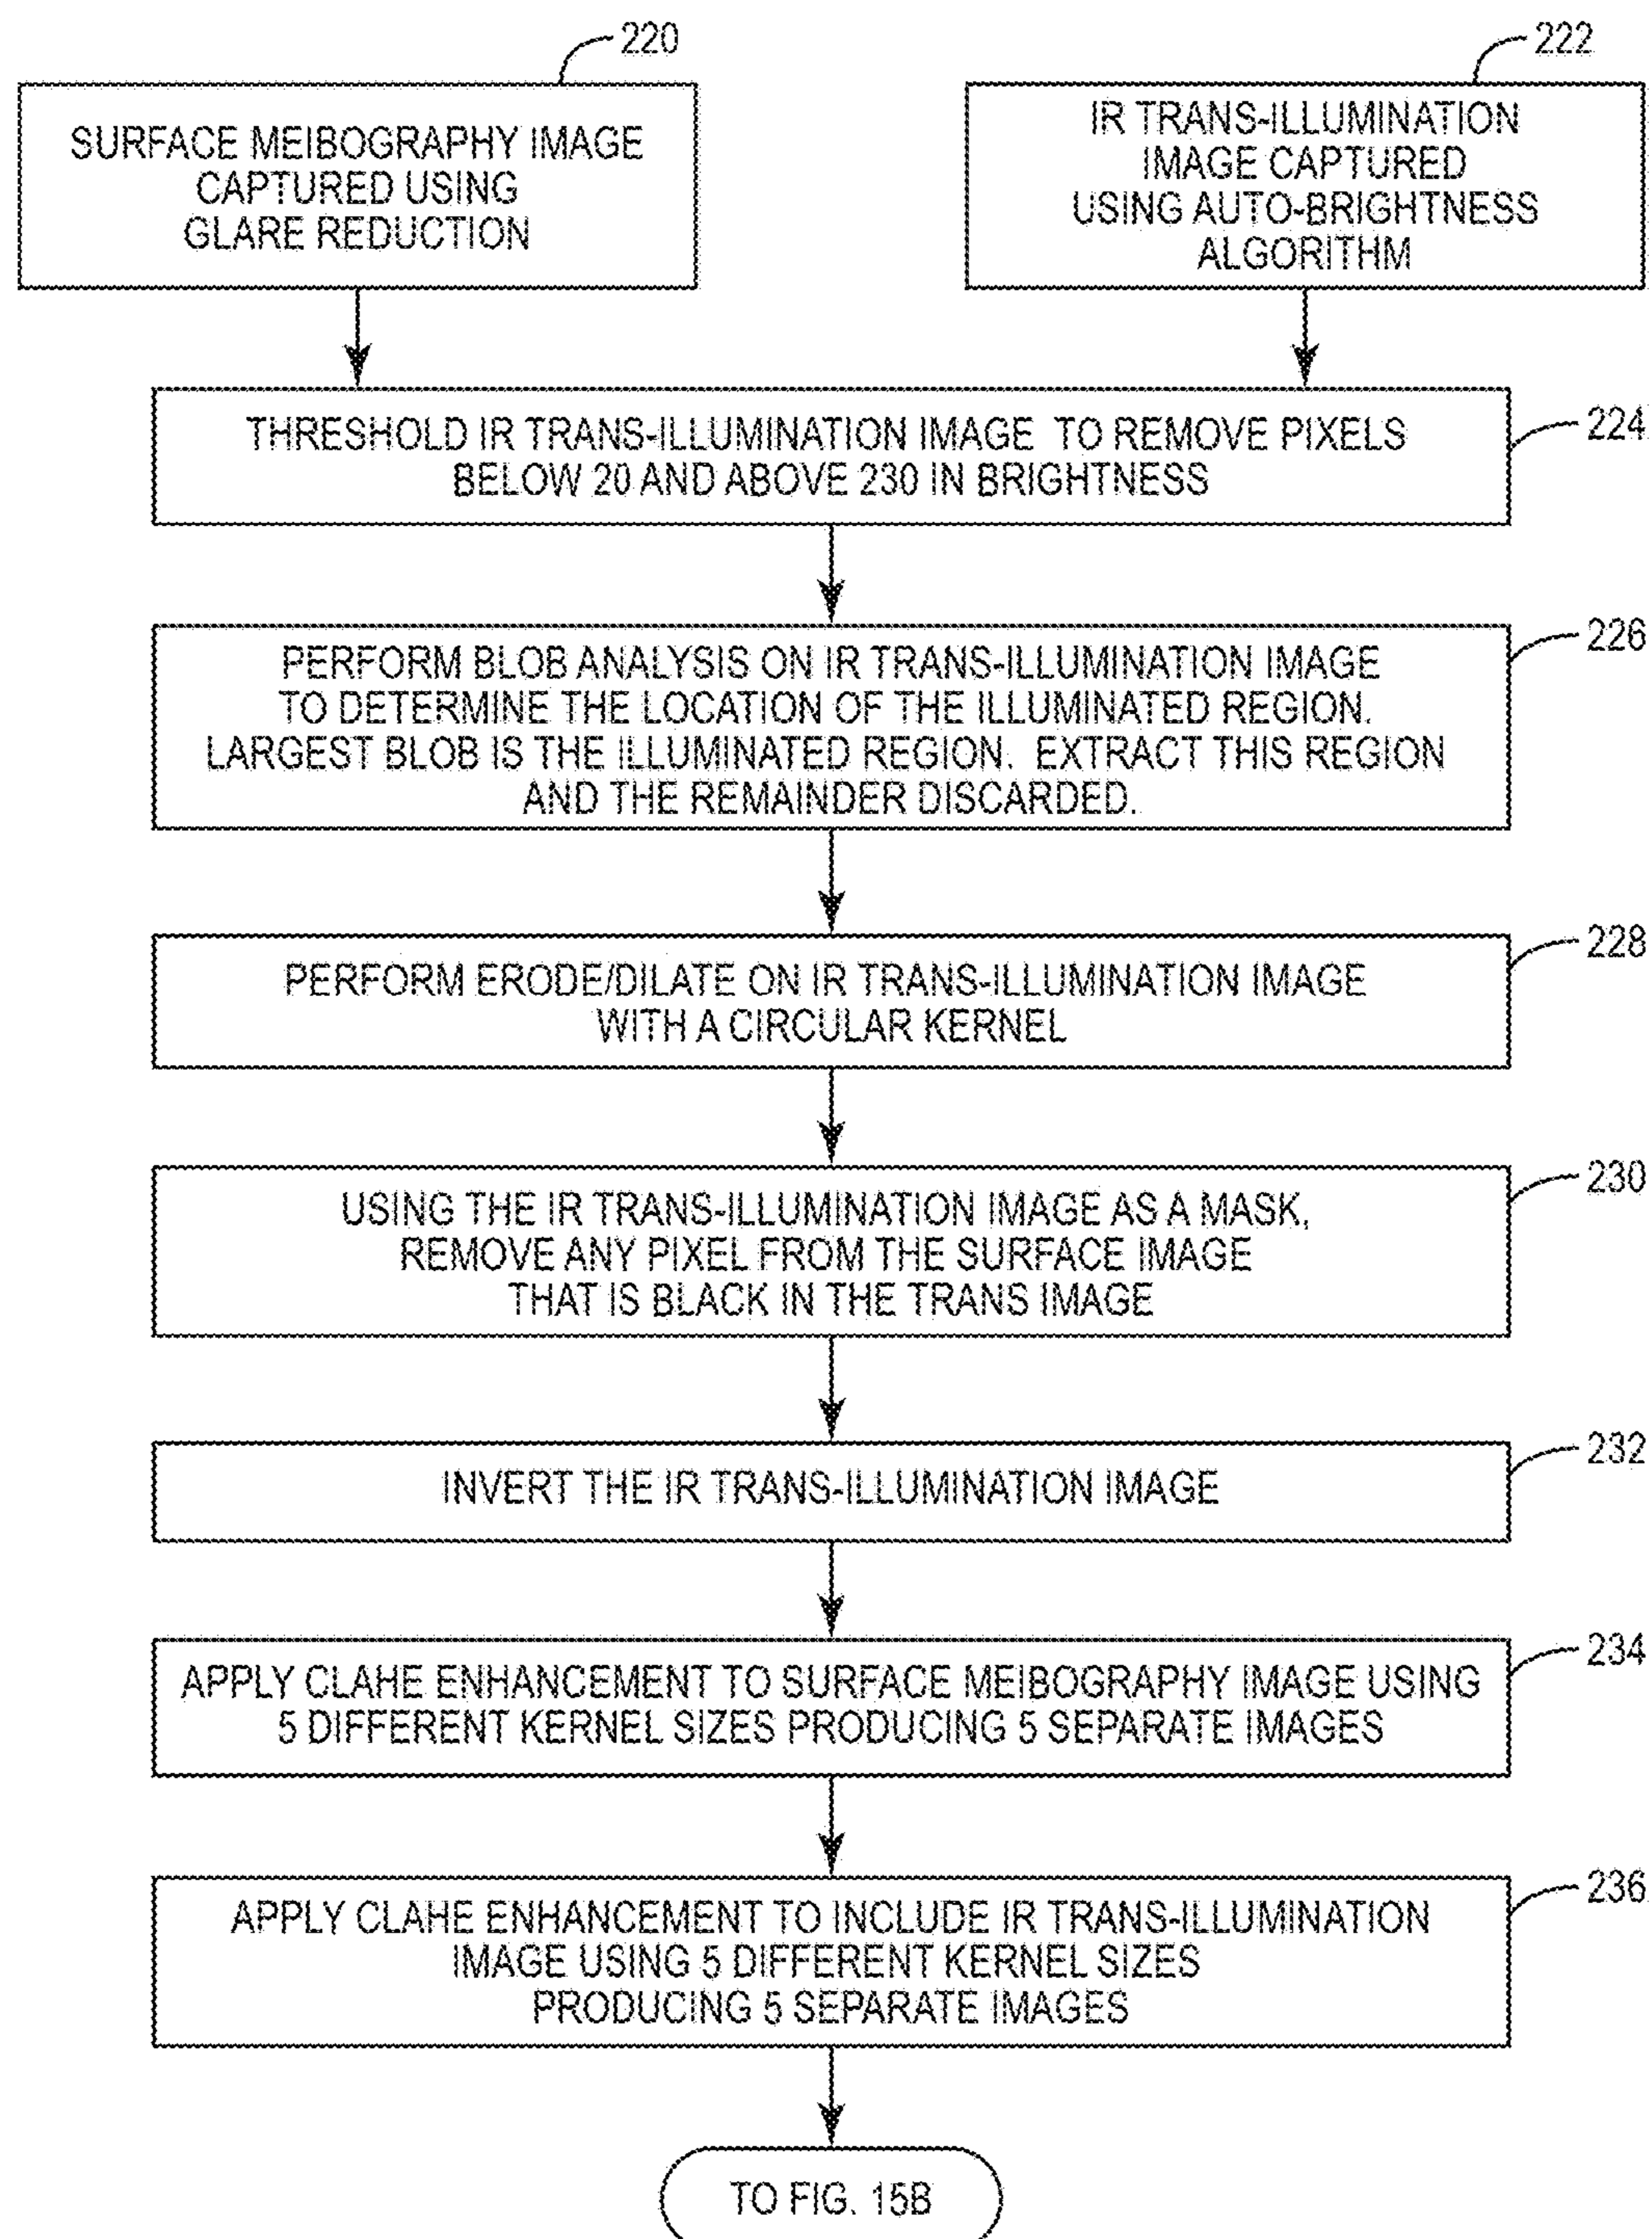 220
SURFACE MEIBOGRAPHY IMAGE
CAPTURED USING
GLARE REDUCTION
222
IR TRANS-ILLUMINATION
IMAGE CAPTURED
USING AUTO-BRIGHTNESS
ALGORITHM
THRESHOLD IR TRANS-ILLUMINATION IMAGE TO REMOVE PIXELS
BELOW 20 AND ABOVE 230 IN BRIGHTNESS
224
PERFORM BLOB ANALYSIS ON IR TRANS-ILLUMINATION IMAGE
TO DETERMINE THE LOCATION OF THE ILLUMINATED REGION.
LARGEST BLOB IS THE ILLUMINATED REGION. EXTRACT THIS REGION
AND THE REMAINDER DISCARDED.
226
PERFORM ERODE/DILATE ON IR TRANS-ILLUMINATION IMAGE
WITH A CIRCULAR KERNEL
228
USING THE IR TRANS-ILLUMINATION IMAGE AS A MASK,
REMOVE ANY PIXEL FROM THE SURFACE IMAGE
THAT IS BLACK IN THE TRANS IMAGE
230
INVERT THE IR TRANS-ILLUMINATION IMAGE
232
APPLY CLAHE ENHANCEMENT TO SURFACE MEIBOGRAPHY IMAGE USING
5 DIFFERENT KERNEL SIZES PRODUCING 5 SEPARATE IMAGES
234
APPLY CLAHE ENHANCEMENT TO INCLUDE IR TRANS-ILLUMINATION
IMAGE USING 5 DIFFERENT KERNEL SIZES
PRODUCING 5 SEPARATE IMAGES
236
TO FIG. 15B